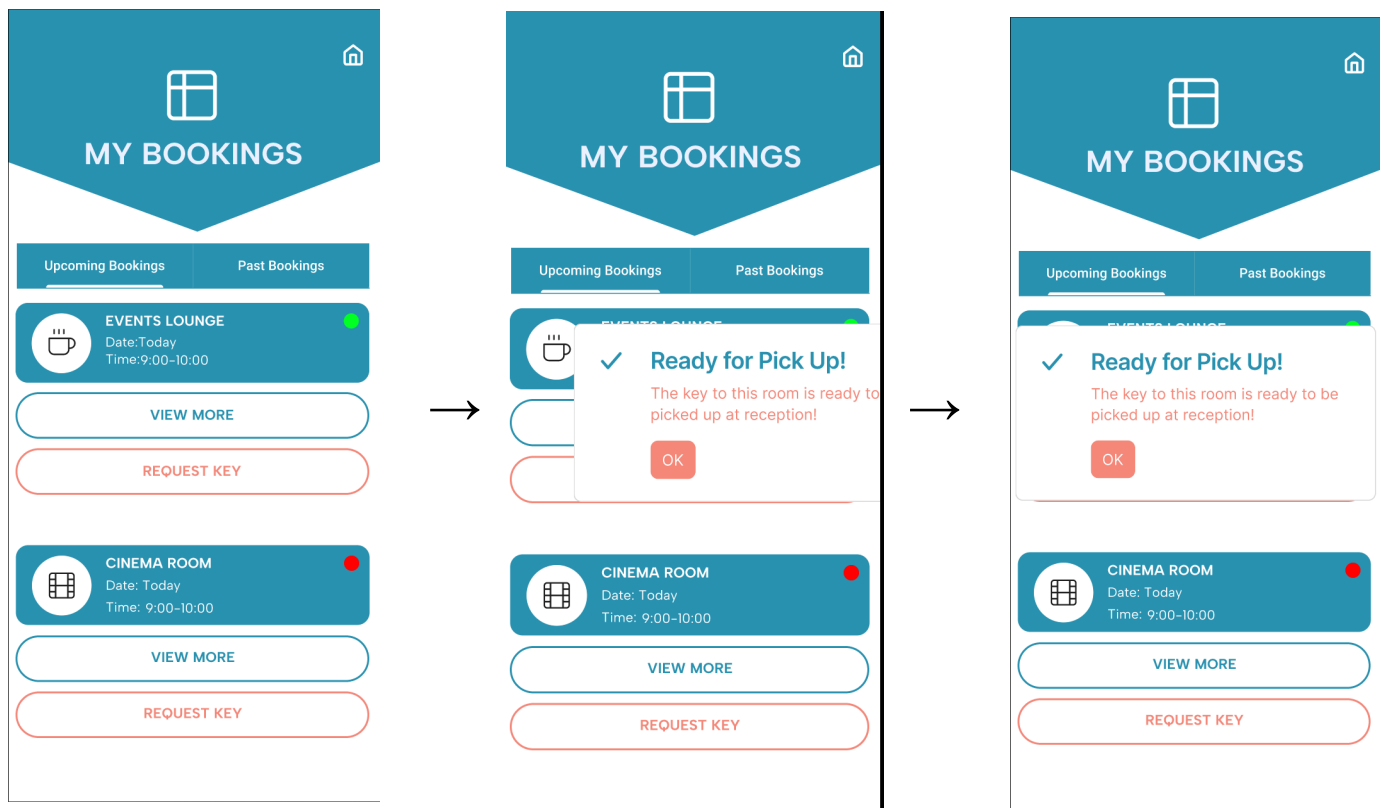 MY BOOKINGS
Upcoming Bookings Past Bookings
EVENTS LOUNGE
Date:Today
Time:9:00-10:00
VIEW MORE
REQUEST KEY
CINEMA ROOM
Date: Today
Time: 9:00-10:00
VIEW MORE
REQUEST KEY
MY BOOKINGS
Upcoming Bookings Past Bookings
EVENTS LOUNGE
Ready for Pick Up!
The key to this room is ready to
picked up at reception!
OK
CINEMA ROOM
Date: Today
Time: 9:00-10:00
VIEW MORE
REQUEST KEY
MY BOOKINGS
Upcoming Bookings Past Bookings
EVENTS LOUNGE
Ready for Pick Up!
The key to this room is ready to be
picked up at reception!
OK
CINEMA ROOM
Date: Today
Time: 9:00-10:00
VIEW MORE
REQUEST KEY